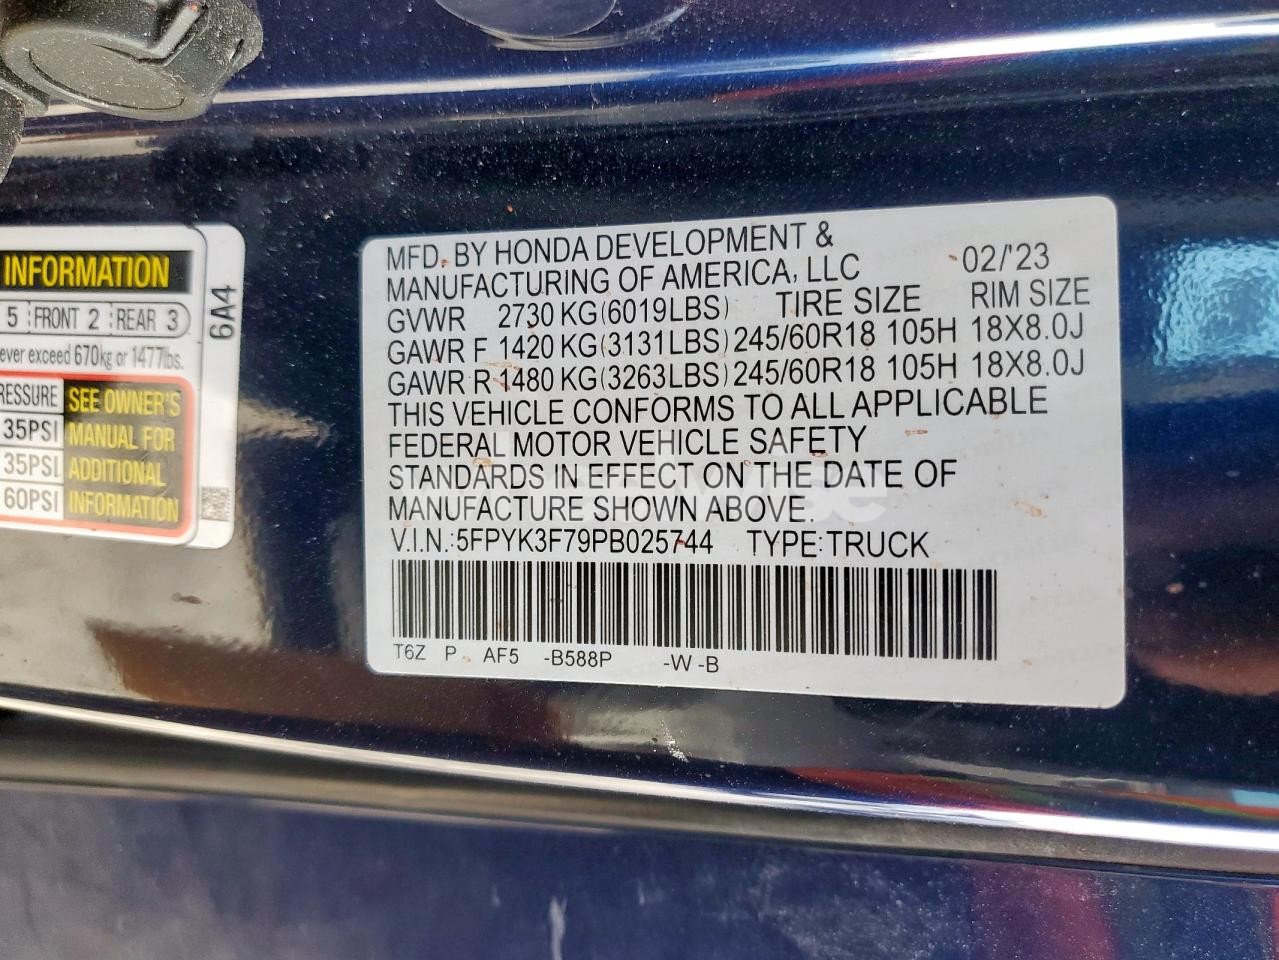 INFORMATION
5 FRONT 2 REAR 3
ever exceed 670kg or 1477lbs.
RESSURE SEE OWNER'S
35PSI MANUAL FOR
35PSI ADDITIONAL
60PSI INFORMATION
6A4
MFD. BY HONDA DEVELOPMENT &
MANUFACTURING OF AMERICA, LLC 02/'23
GVWR 2730 KG(6019LBS) TIRE SIZE RIM SIZE
GAWR F 1420 KG(3131LBS) 245/60R18 105H 18X8.0J
GAWR R 1480 KG(3263LBS) 245/60R18 105H 18X8.0J
THIS VEHICLE CONFORMS TO ALL APPLICABLE
FEDERAL MOTOR VEHICLE SAFETY
STANDARDS IN EFFECT ON THE DATE OF
MANUFACTURE SHOWN ABOVE.
V.I.N.:5FPYK3F79PB025744 TYPE:TRUCK
T6Z P AF5 -B588P -W -B